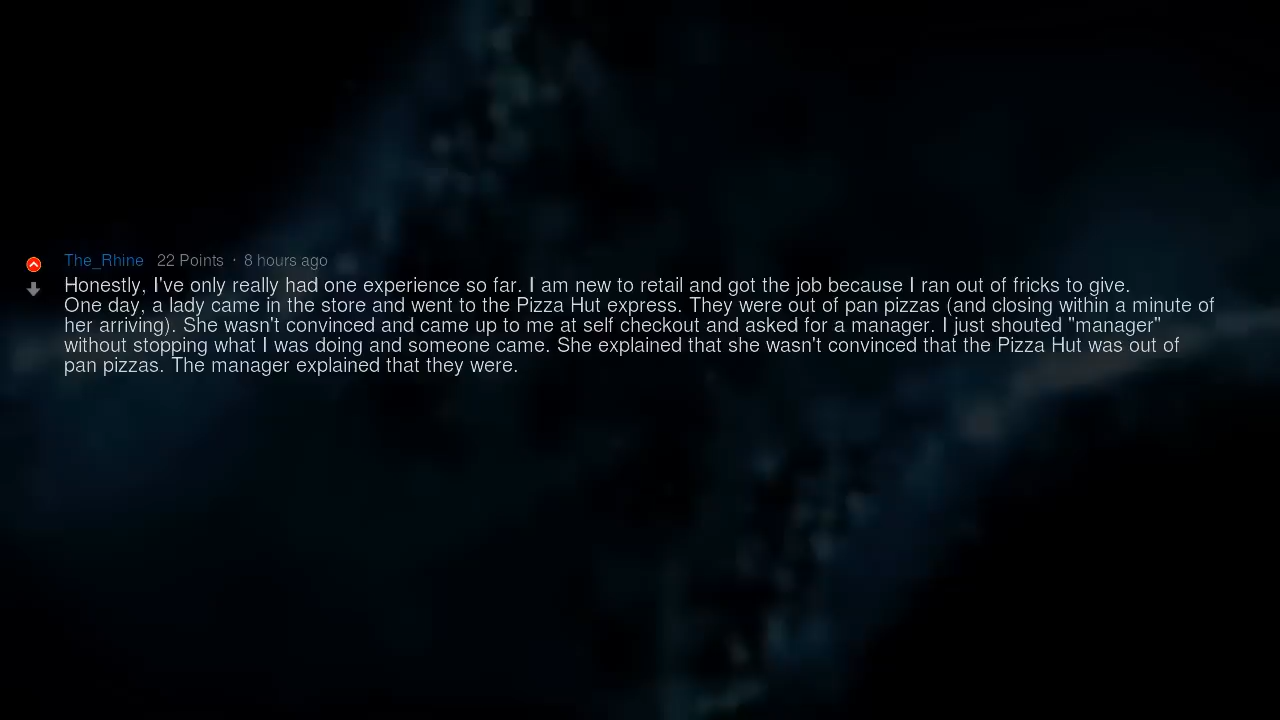 The_Rhine 22 Points · 8 hours ago
Honestly, I've only really had one experience so far. I am new to retail and got the job because I ran out of fricks to give.
One day, a lady came in the store and went to the Pizza Hut express. They were out of pan pizzas (and closing within a minute of
her arriving). She wasn't convinced and came up to me at self checkout and asked for a manager. I just shouted "manager"
without stopping what I was doing and someone came. She explained that she wasn't convinced that the Pizza Hut was out of
pan pizzas. The manager explained that they were.